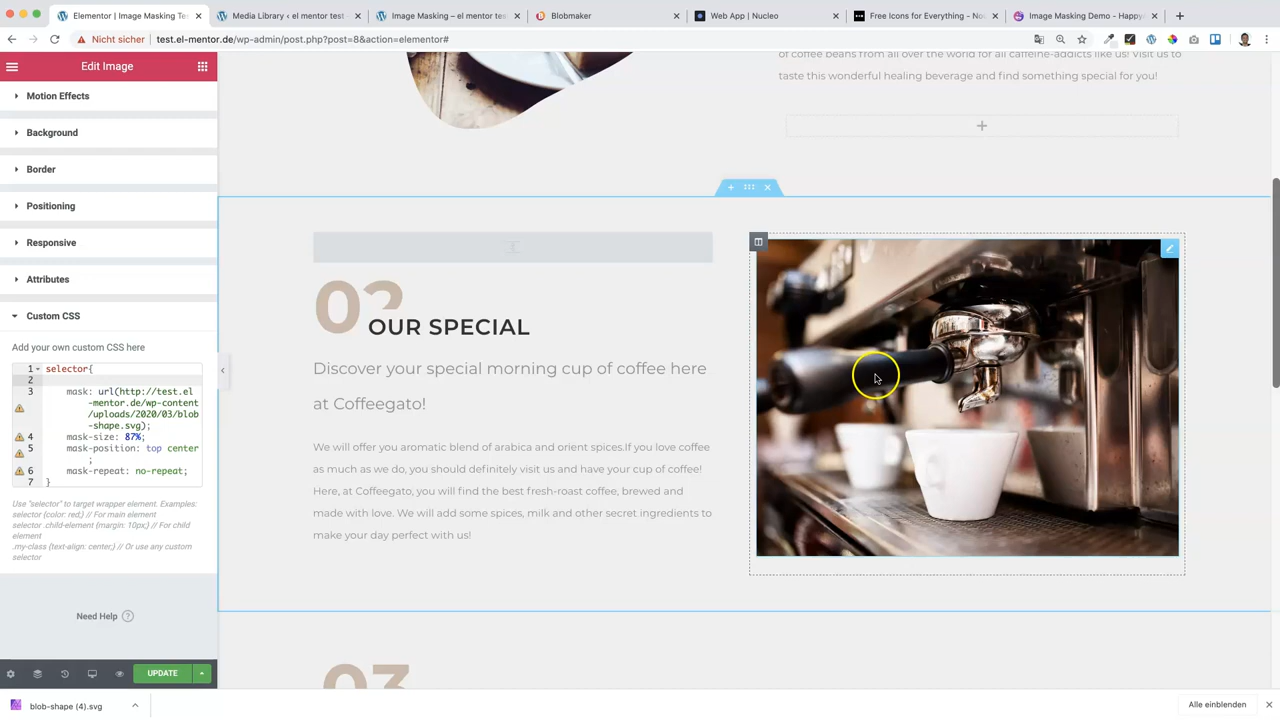 Elementor | Image Masking Tes
Media Library ‹ el mentor test -
Image Masking – el mentor test
Blobmaker
Web App | Nucleo
Free Icons for Everything - No
Image Masking Demo - Happy
Nicht sicher
test.el-mentor.de/wp-admin/post.php?post=8&action=elementor#
Edit Image
Motion Effects
Background
Border
Positioning
Responsive
Attributes
Custom CSS
Add your own custom CSS here
1 selector{
2
3 mask: url(http://test.el
-mentor.de/wp-content
/uploads/2020/03/blob
-shape.svg);
4 mask-size: 87%;
5 mask-position: top center
;
6 mask-repeat: no-repeat;
7 }
Use "selector" to target wrapper element. Examples:
selector {color: red;} // For main element
selector .child-element {margin: 10px;} // For child
element
.my-class {text-align: center;} // Or use any custom
selector
Need Help
UPDATE
of coffee beans from all over the world for all caffeine-addicts like us! Visit us to
taste this wonderful healing beverage and find something special for you!
02
OUR SPECIAL
Discover your special morning cup of coffee here
at Coffeegato!
We will offer you aromatic blend of arabica and orient spices.If you love coffee
as much as we do, you should definitely visit us and have your cup of coffee!
Here, at Coffeegato, you will find the best fresh-roast coffee, brewed and
made with love. We will add some spices, milk and other secret ingredients to
make your day perfect with us!
03
blob-shape (4).svg
Alle einblenden